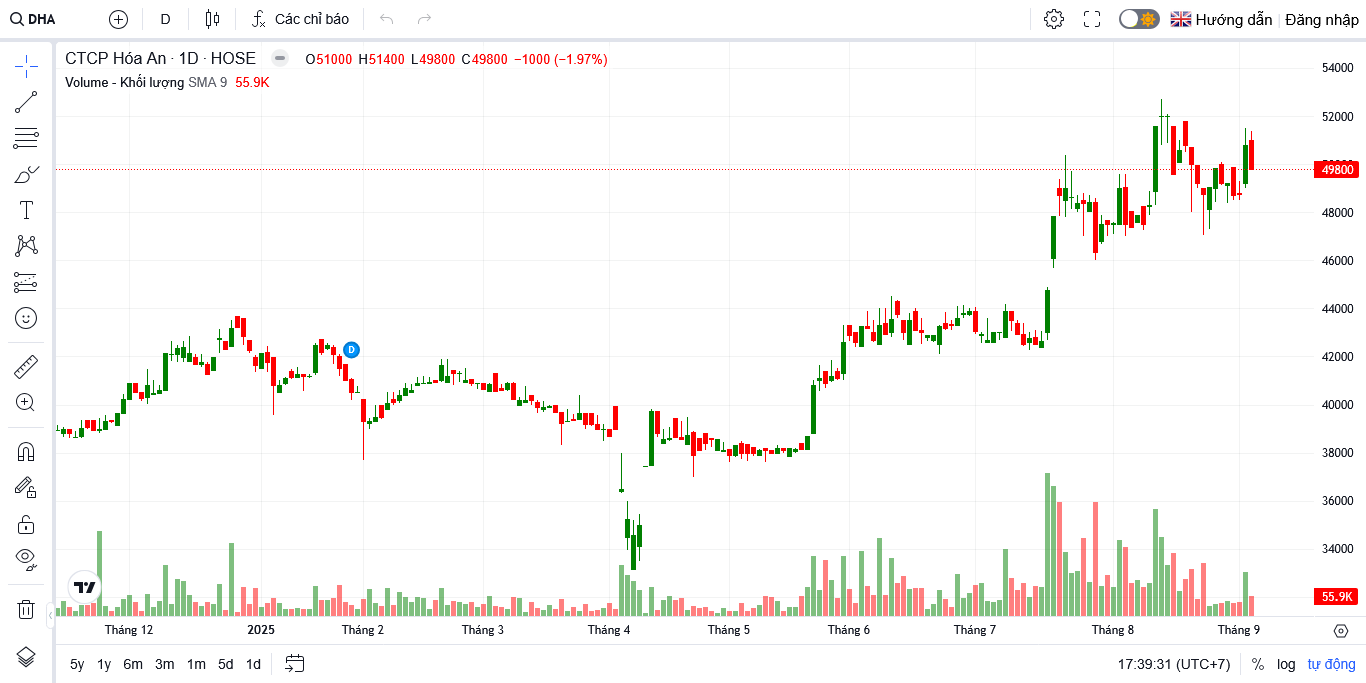 DHA D Các chỉ báo Hướng dẫn Đăng nhập
CTCP Hóa An · 1D · HOSE O51000 H51400 L49800 C49800 −1000 (−1.97%)
Volume - Khối lượng SMA 9 55.9K
54000
52000
49800
48000
46000
44000
42000
40000
38000
36000
34000
55.9K
D
Tháng 12 2025 Tháng 2 Tháng 3 Tháng 4 Tháng 5 Tháng 6 Tháng 7 Tháng 8 Tháng 9
5y 1y 6m 3m 1m 5d 1d 17:39:31 (UTC+7) % log tự động